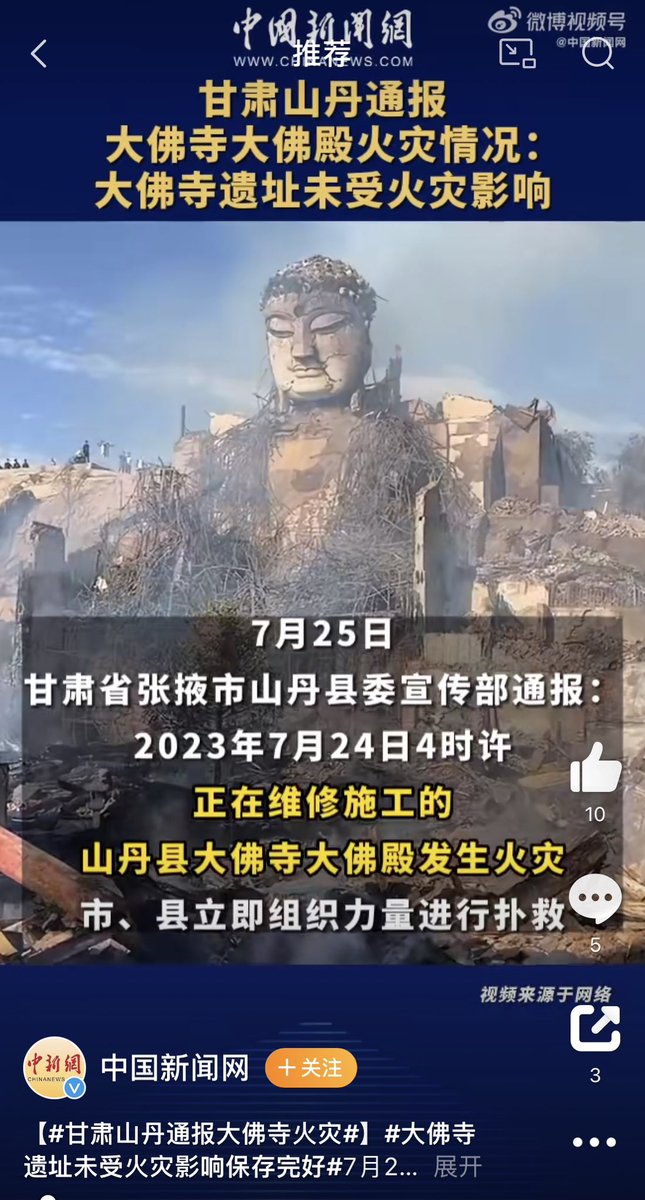 中國新聞網
WWW.CHINANEWS.COM
推荐
微博视频号
@中国新闻网
甘肃山丹通报
大佛寺大佛殿火灾情况：
大佛寺遗址未受火灾影响
7月25日
甘肃省张掖市山丹县委宣传部通报：
2023年7月24日4时许
正在维修施工的
山丹县大佛寺大佛殿发生火灾
市、县立即组织力量进行扑救
10
5
视频来源于网络
3
中新網
CHINANEWS
中国新闻网
+关注
【#甘肃山丹通报大佛寺火灾#】#大佛寺
遗址未受火灾影响保存完好#7月2... 展开